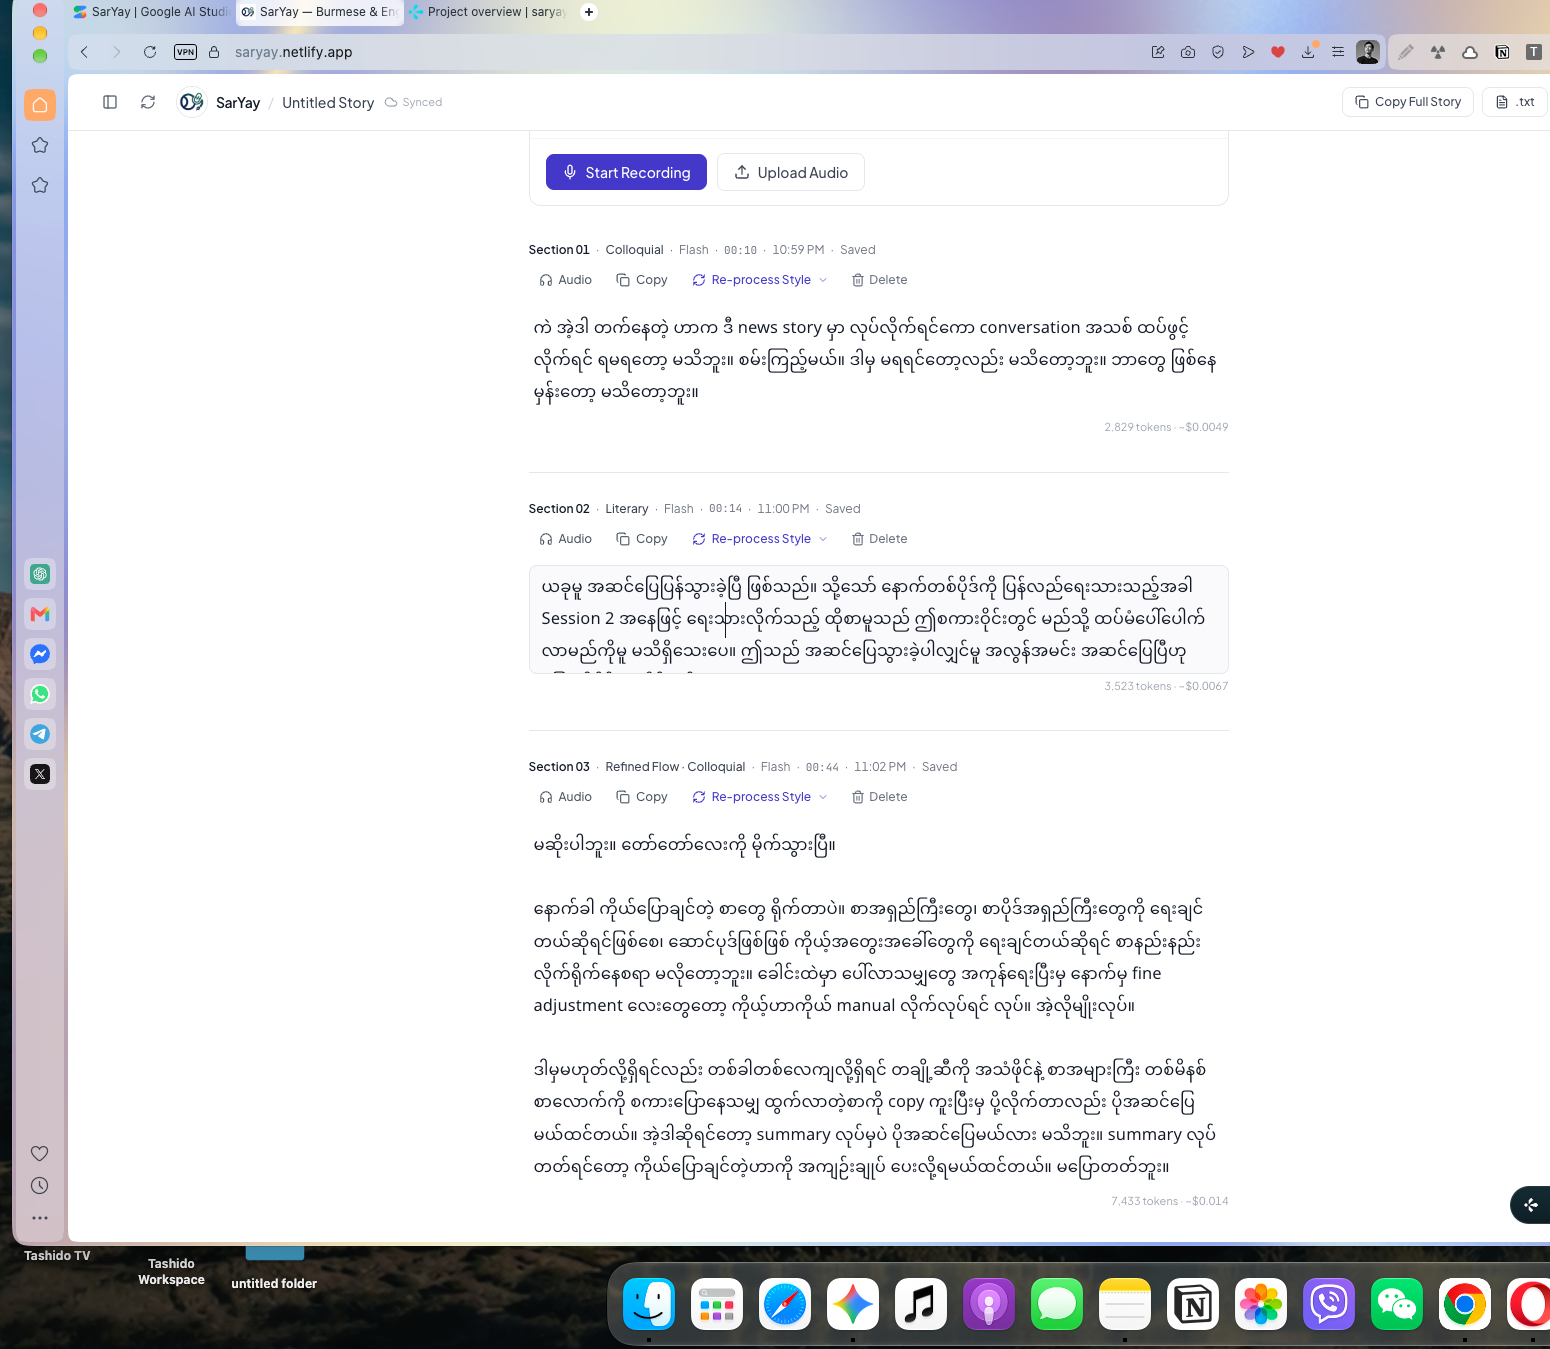 SarYay | Google AI Studi
SarYay — Burmese & En
Project overview | saryay
VPN
saryay.netlify.app
SarYay / Untitled Story Synced
Copy Full Story
.txt
Start Recording
Upload Audio
Section 01 · Colloquial · Flash · 00:10 · 10:59 PM · Saved
Audio Copy Re-process Style Delete
ကဲ အဲ့ဒါ တက်နေတဲ့ ဟာက ဒီ news story မှာ လုပ်လိုက်ရင်ကော conversation အသစ် ထပ်ဖွင့်
လိုက်ရင် ရမရတော့ မသိဘူး။ စမ်းကြည့်မယ်။ ဒါမှ မရရင်တော့လည်း မသိတော့ဘူး။ ဘာတွေ ဖြစ်နေ
မှန်းတော့ မသိတော့ဘူး။
2,829 tokens · ~$0.0049
Section 02 · Literary · Flash · 00:14 · 11:00 PM · Saved
Audio Copy Re-process Style Delete
ယခုမူ အဆင်ပြေပြန်သွားခဲ့ပြီ ဖြစ်သည်။ သို့သော် နောက်တစ်ပိုဒ်ကို ပြန်လည်ရေးသားသည့်အခါ
Session 2 အနေဖြင့် ရေးသားလိုက်သည့် ထိုစာမူသည် ဤစကားဝိုင်းတွင် မည်သို့ ထပ်မံပေါ်ပေါက်
လာမည်ကိုမူ မသိရှိသေးပေ။ ဤသည် အဆင်ပြေသွားခဲ့ပါလျှင်မူ အလွန်အမင်း အဆင်ပြေပြီဟု
3,523 tokens · ~$0.0067
Section 03 · Refined Flow · Colloquial · Flash · 00:44 · 11:02 PM · Saved
Audio Copy Re-process Style Delete
မဆိုးပါဘူး။ တော်တော်လေးကို မိုက်သွားပြီ။
နောက်ခါ ကိုယ်ပြောချင်တဲ့ စာတွေ ရိုက်တာပဲ။ စာအရှည်ကြီးတွေ၊ စာပိုဒ်အရှည်ကြီးတွေကို ရေးချင်
တယ်ဆိုရင်ဖြစ်စေ၊ ဆောင်ပုဒ်ဖြစ်ဖြစ် ကိုယ့်အတွေးအခေါ်တွေကို ရေးချင်တယ်ဆိုရင် စာနည်းနည်း
လိုက်ရိုက်နေစရာ မလိုတော့ဘူး။ ခေါင်းထဲမှာ ပေါ်လာသမျှတွေ အကုန်ရေးပြီးမှ နောက်မှ fine
adjustment လေးတွေတော့ ကိုယ့်ဟာကိုယ် manual လိုက်လုပ်ရင် လုပ်။ အဲ့လိုမျိုးလုပ်။
ဒါမှမဟုတ်လို့ရှိရင်လည်း တစ်ခါတစ်လေကျလို့ရှိရင် တချို့ဆီကို အသံဖိုင်နဲ့ စာအများကြီး တစ်မိနစ်
စာလောက်ကို စကားပြောနေသမျှ ထွက်လာတဲ့စာကို copy ကူးပြီးမှ ပို့လိုက်တာလည်း ပိုအဆင်ပြေ
မယ်ထင်တယ်။ အဲ့ဒါဆိုရင်တော့ summary လုပ်မှပဲ ပိုအဆင်ပြေမယ်လား မသိဘူး။ summary လုပ်
တတ်ရင်တော့ ကိုယ်ပြောချင်တဲ့ဟာကို အကျဉ်းချုပ် ပေးလို့ရမယ်ထင်တယ်။ မပြောတတ်ဘူး။
7,433 tokens · ~$0.014
Tashido TV
Tashido
Workspace
untitled folder